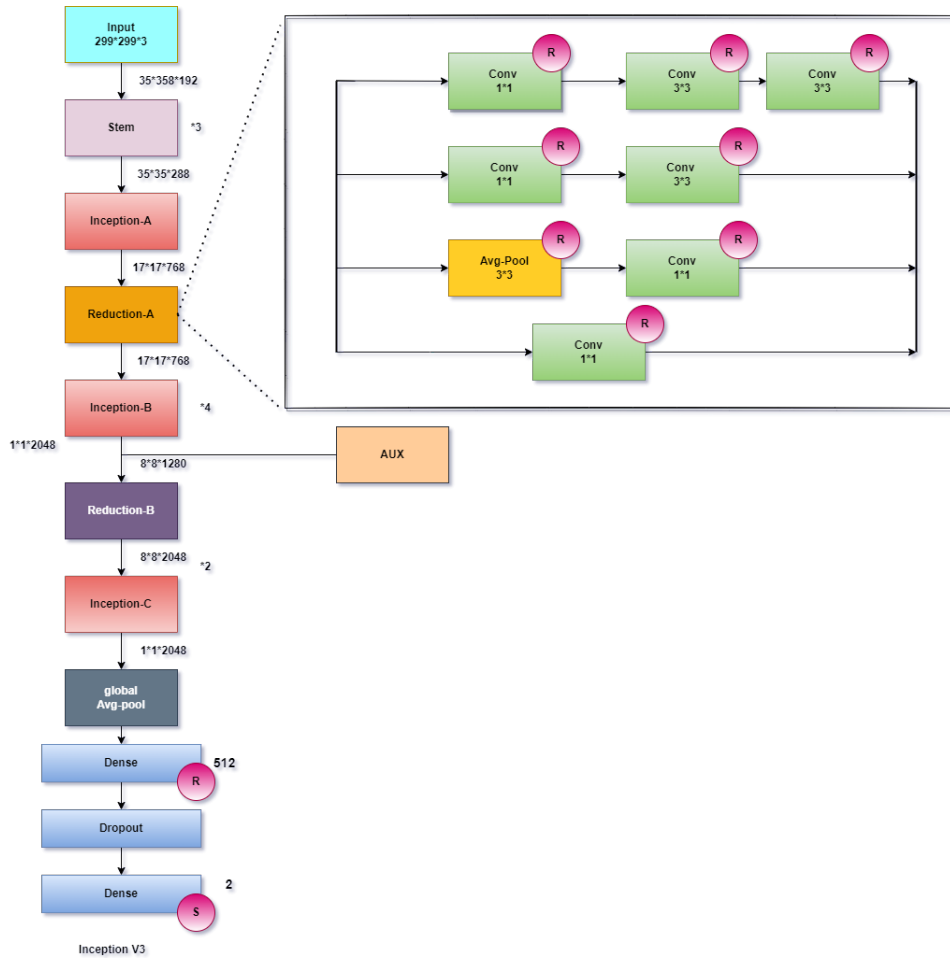 Input
299*299*3
35*358*192
Stem
*3
35*35*288
Inception-A
17*17*768
Reduction-A
17*17*768
Inception-B
*4
1*1*2048
8*8*1280
AUX
Reduction-B
8*8*2048
*2
Inception-C
1*1*2048
global
Avg-pool
Dense
512
R
Dropout
Dense
2
S
Inception V3
Conv
1*1
R
Conv
3*3
R
Conv
3*3
R
Conv
1*1
R
Conv
3*3
R
Avg-Pool
3*3
R
Conv
1*1
R
Conv
1*1
R